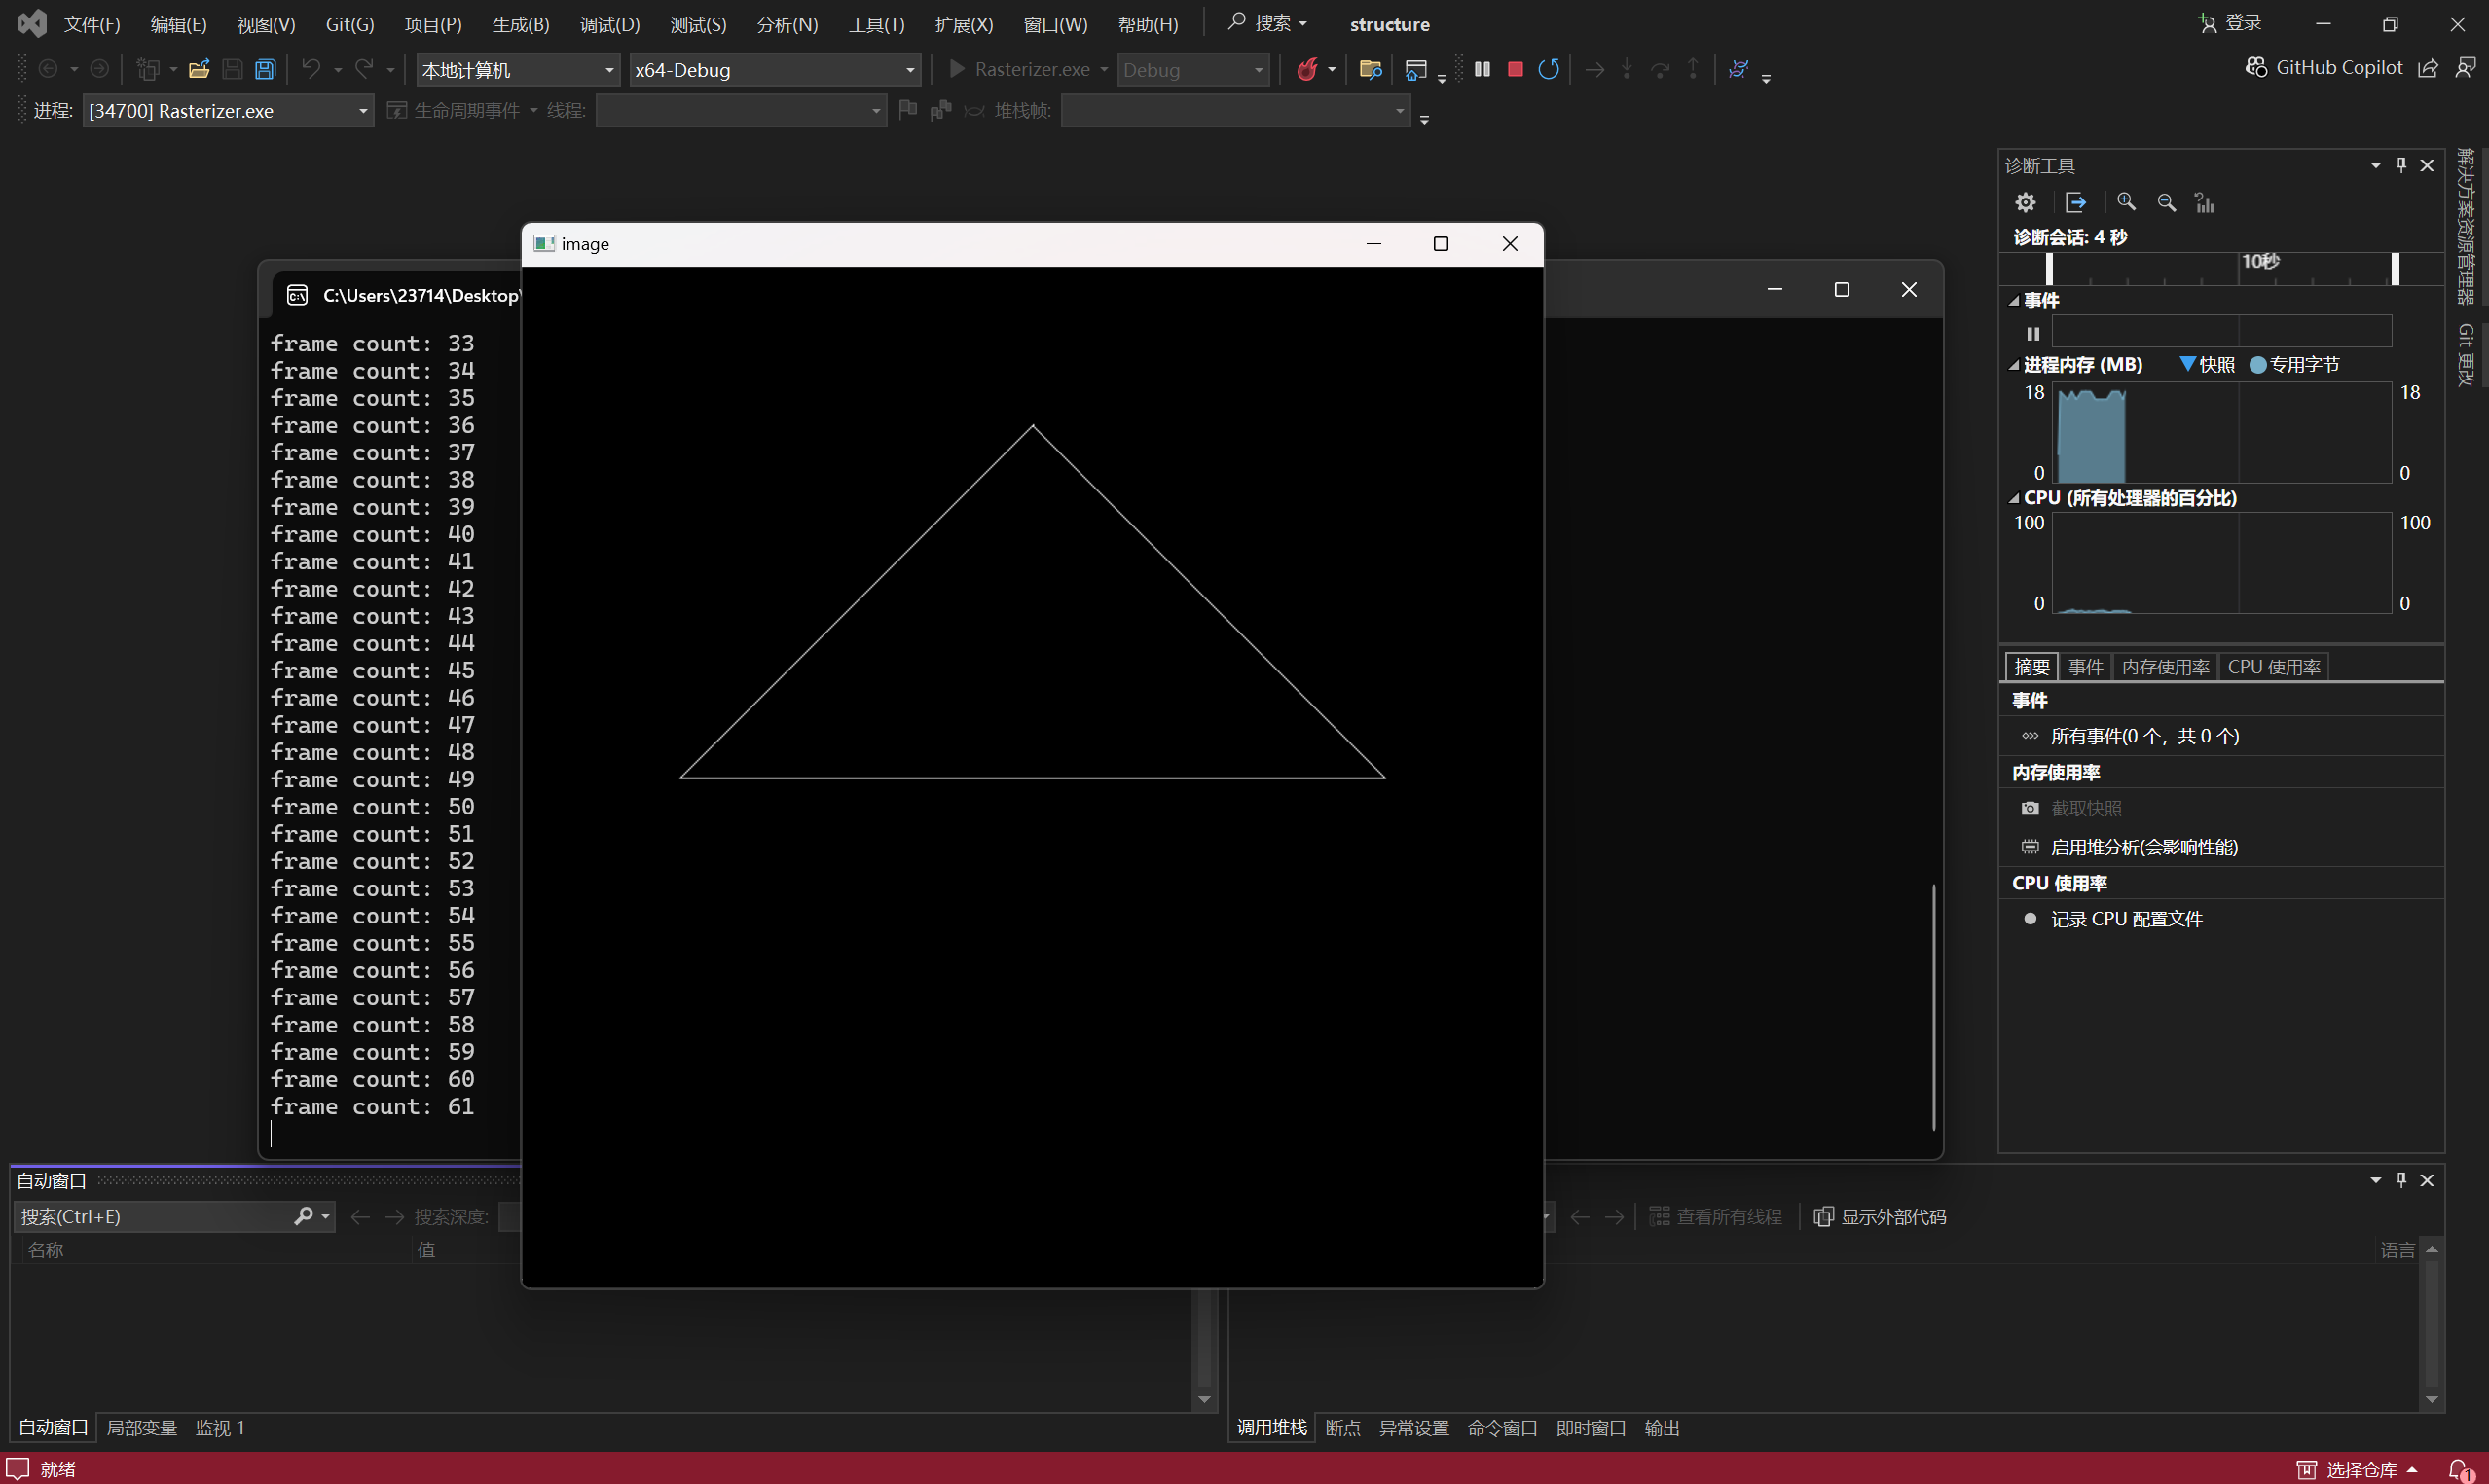 文件(F) 编辑(E) 视图(V) Git(G) 项目(P) 生成(B) 调试(D) 测试(S) 分析(N) 工具(T) 扩展(X) 窗口(W) 帮助(H) 搜索 structure 登录
本地计算机 x64-Debug Rasterizer.exe Debug GitHub Copilot
进程: [34700] Rasterizer.exe 生命周期事件 线程: 堆栈帧:
image
C:\Users\23714\Desktop\
frame count: 33
frame count: 34
frame count: 35
frame count: 36
frame count: 37
frame count: 38
frame count: 39
frame count: 40
frame count: 41
frame count: 42
frame count: 43
frame count: 44
frame count: 45
frame count: 46
frame count: 47
frame count: 48
frame count: 49
frame count: 50
frame count: 51
frame count: 52
frame count: 53
frame count: 54
frame count: 55
frame count: 56
frame count: 57
frame count: 58
frame count: 59
frame count: 60
frame count: 61
诊断工具
诊断会话: 4 秒
10秒
事件
进程内存 (MB) 快照 专用字节
18 18
0 0
CPU (所有处理器的百分比)
100 100
0 0
摘要 事件 内存使用率 CPU 使用率
事件
所有事件(0 个，共 0 个)
内存使用率
截取快照
启用堆分析(会影响性能)
CPU 使用率
记录 CPU 配置文件
解决方案资源管理器
Git 更改
自动窗口
搜索(Ctrl+E) 搜索深度:
名称 值
自动窗口 局部变量 监视 1
查看所有线程 显示外部代码
语言
调用堆栈 断点 异常设置 命令窗口 即时窗口 输出
就绪 选择仓库 1